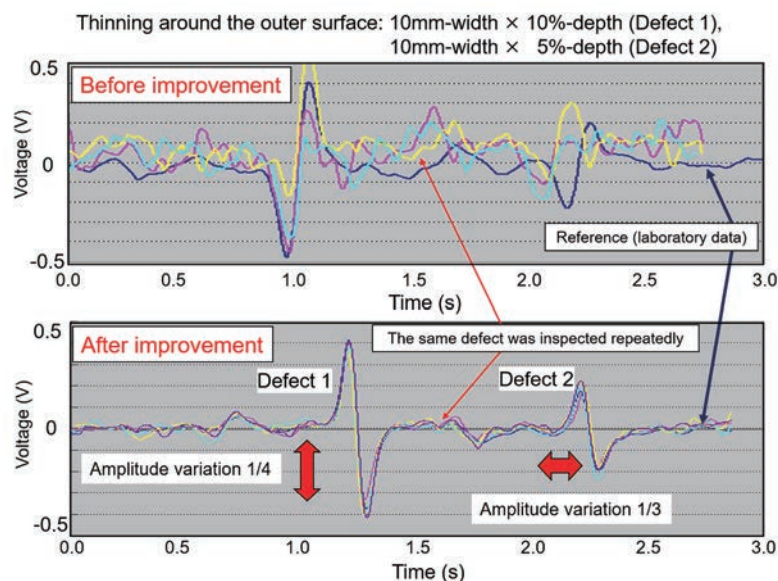 Thinning around the outer surface: 10mm-width × 10%-depth (Defect 1),
10mm-width × 5%-depth (Defect 2)
0.5
Before improvement
Voltage (V)
0
Reference (laboratory data)
-0.5
0.0 0.5 1.0 1.5 2.0 2.5 3.0
Time (s)
0.5
After improvement
The same defect was inspected repeatedly
Defect 1
Defect 2
Voltage (V)
0
Amplitude variation 1/4
Amplitude variation 1/3
-0.5
0.0 0.5 1.0 1.5 2.0 2.5 3.0
Time (s)